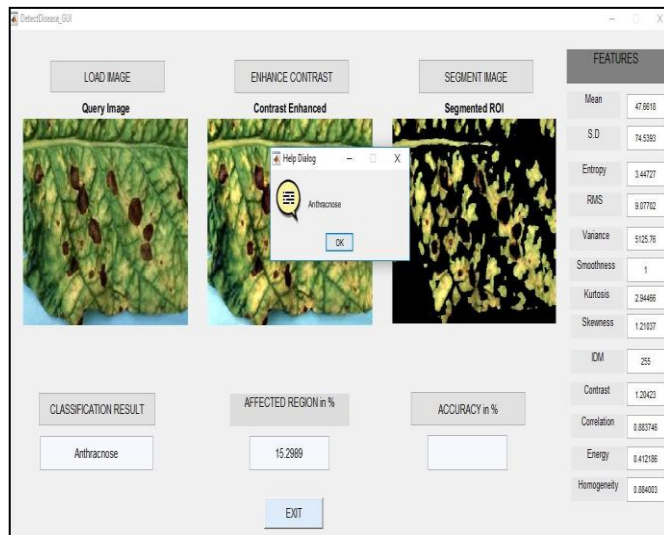 DetectDisease_GUI
LOAD IMAGE
ENHANCE CONTRAST
SEGMENT IMAGE
Query Image
Contrast Enhanced
Segmented ROI
Help Dialog
Anthracnose
OK
CLASSIFICATION RESULT
AFFECTED REGION in %
ACCURACY in %
Anthracnose
15.2989
EXIT
FEATURES
Mean 47.6618
S.D 74.5393
Entropy 3.44727
RMS 9.07702
Variance 5125.76
Smoothness 1
Kurtosis 2.94466
Skewness 1.21037
IDM 255
Contrast 1.20423
Correlation 0.883746
Energy 0.412186
Homogeneity 0.884003